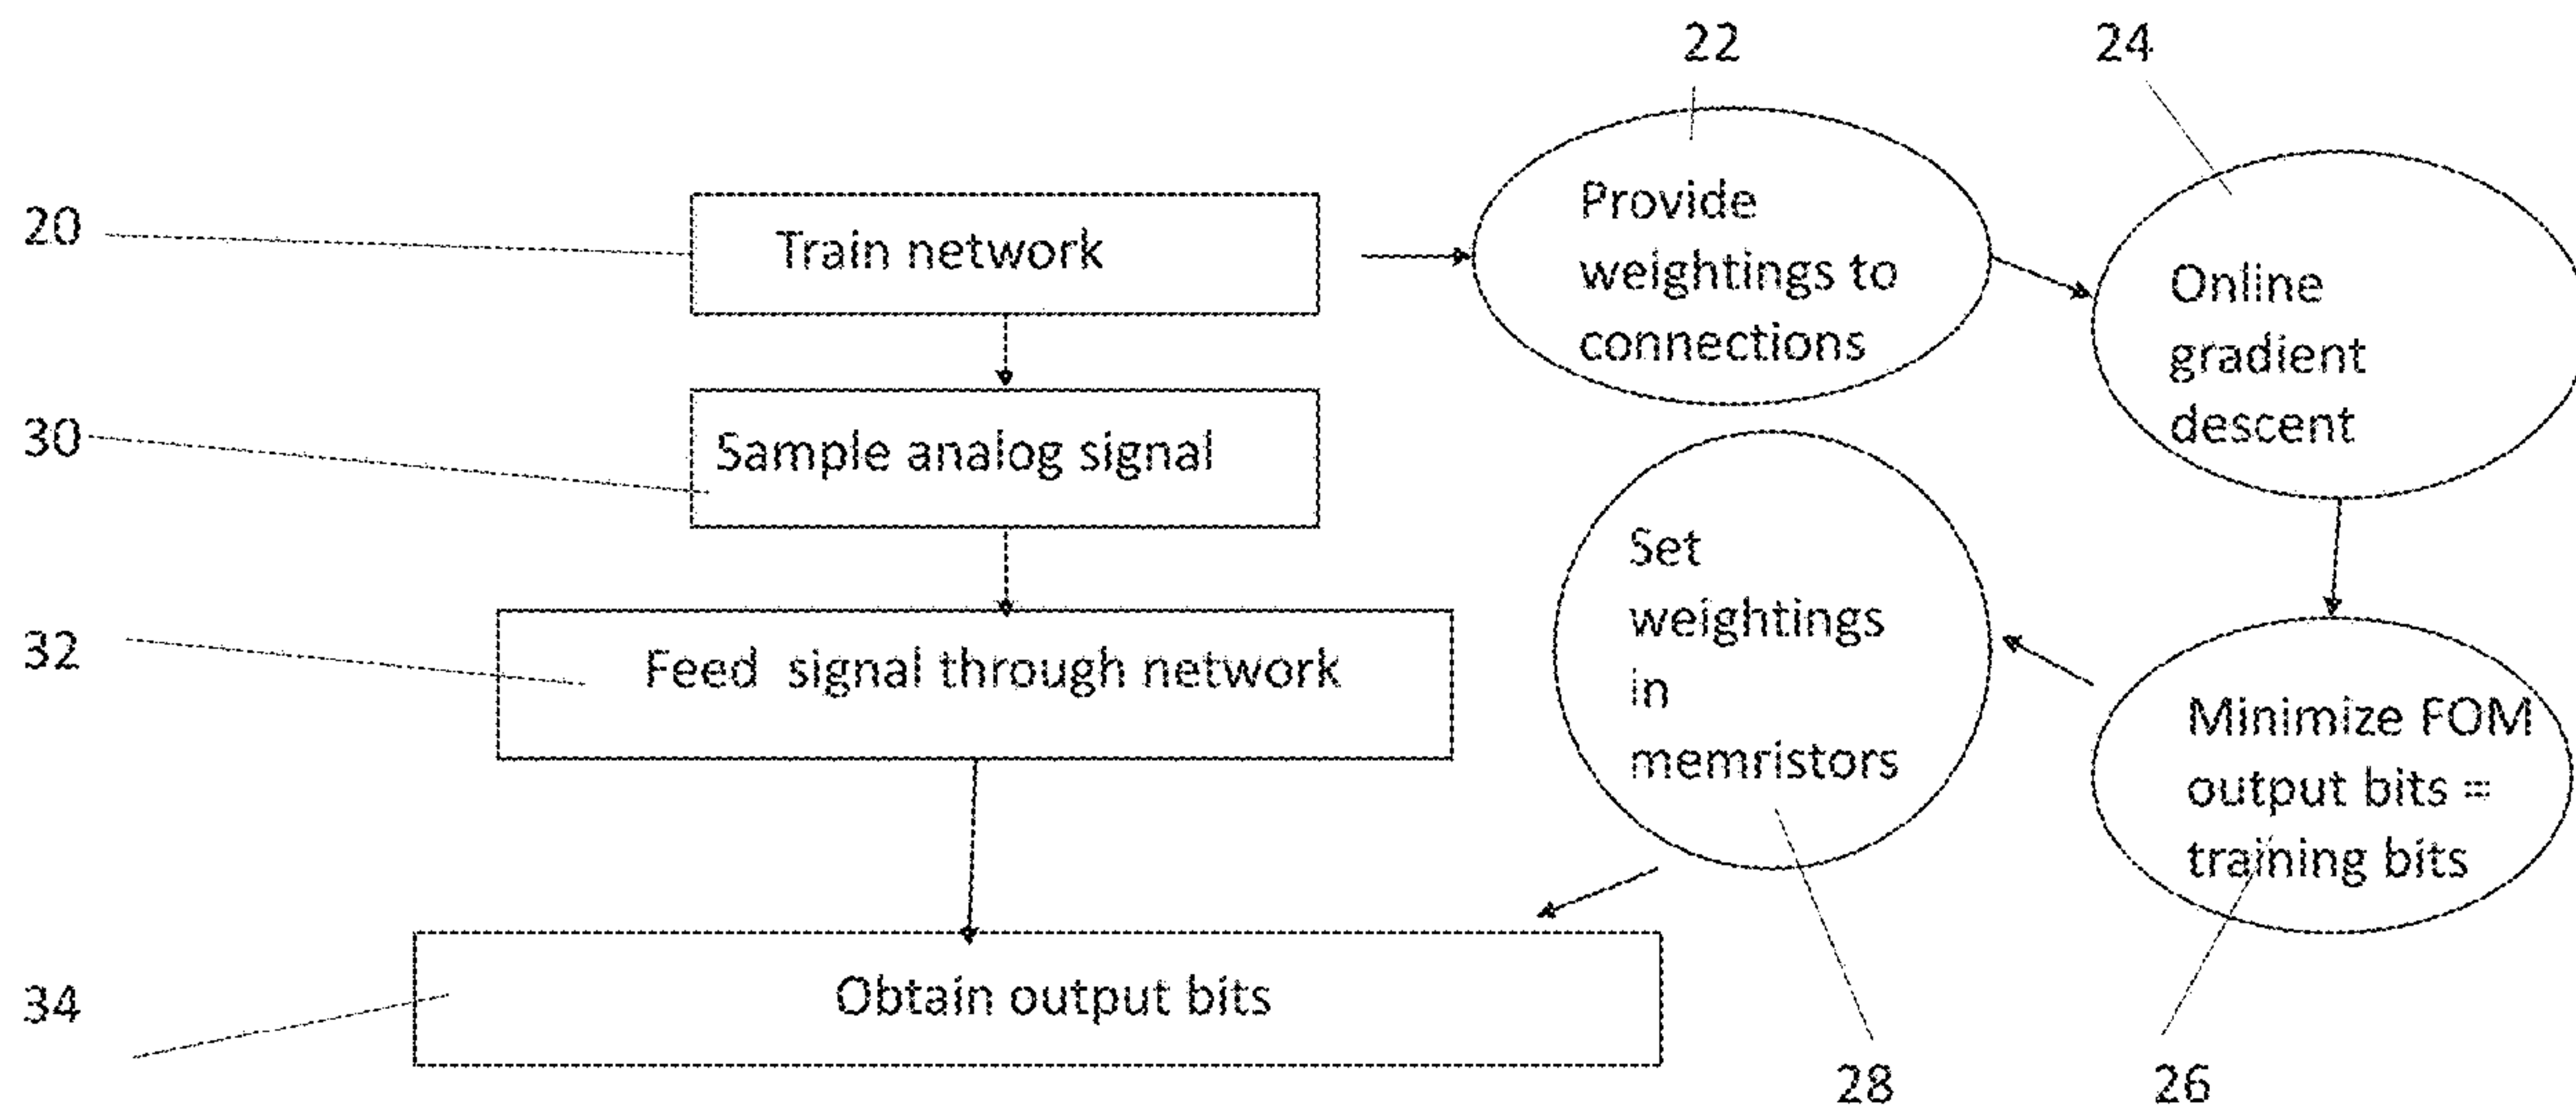 22
24
20
Train network
Provide
weightings to
connections
Online
gradient
descent
30
Sample analog signal
32
Feed signal through network
Set
weightings
in
memristors
Minimize FOM
output bits =
training bits
34
Obtain output bits
28
26